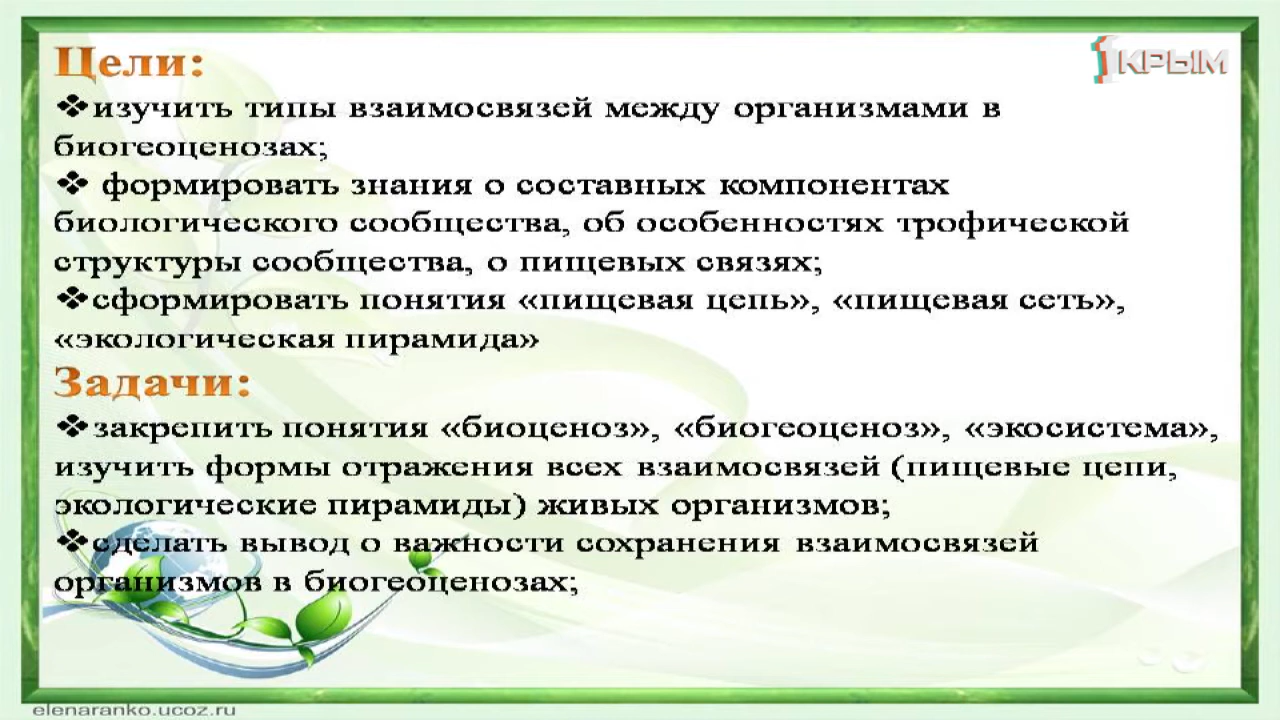 Цели:
❖изучить типы взаимосвязей между организмами в
биогеоценозах;
❖ формировать знания о составных компонентах
биологического сообщества, об особенностях трофической
структуры сообщества, о пищевых связях;
❖сформировать понятия «пищевая цепь», «пищевая сеть»,
«экологическая пирамида»
Задачи:
❖закрепить понятия «биоценоз», «биогеоценоз», «экосистема»,
изучить формы отражения всех взаимосвязей (пищевые цепи,
экологические пирамиды) живых организмов;
❖сделать вывод о важности сохранения взаимосвязей
организмов в биогеоценозах;
1КРЫМ
elenaranko.ucoz.ru